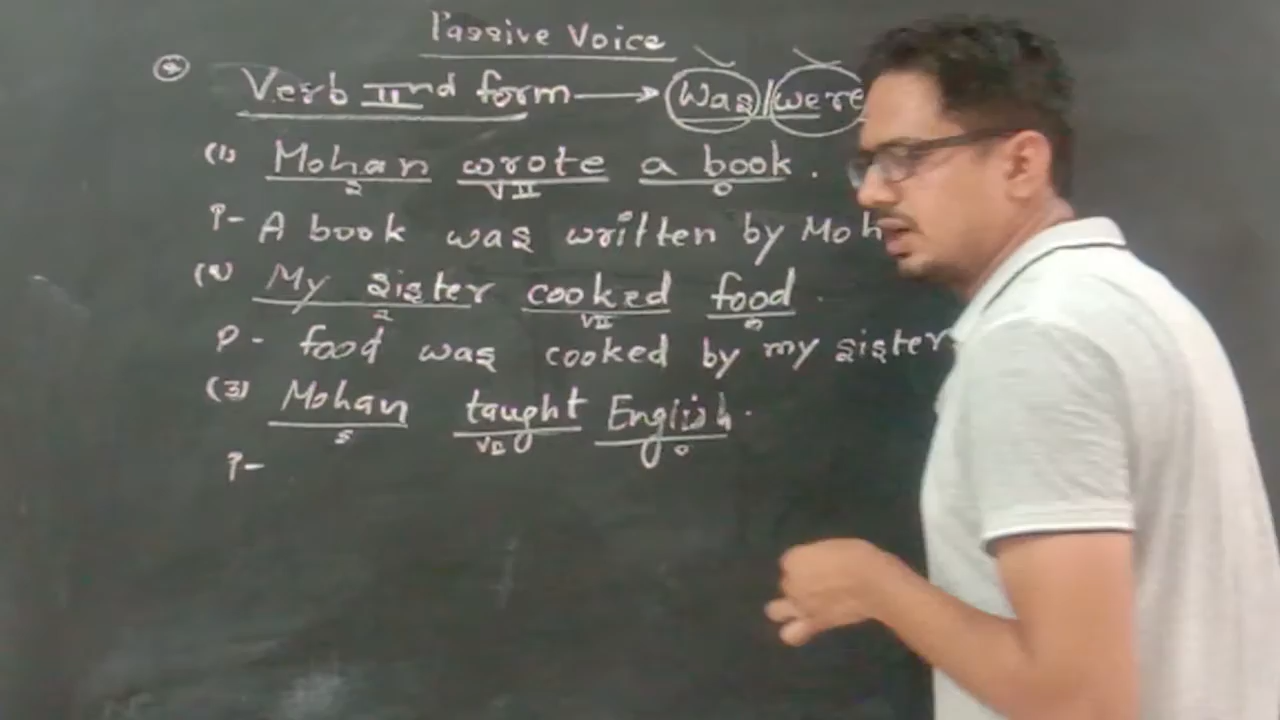 Passive Voice
Verb IInd form → Was/were
(1) Mohan wrote a book.
S VII O
P- A book was written by Moh
(2) My sister cooked food.
S VII O
P- food was cooked by my sister
(3) Mohan taught English.
S VII O
P-